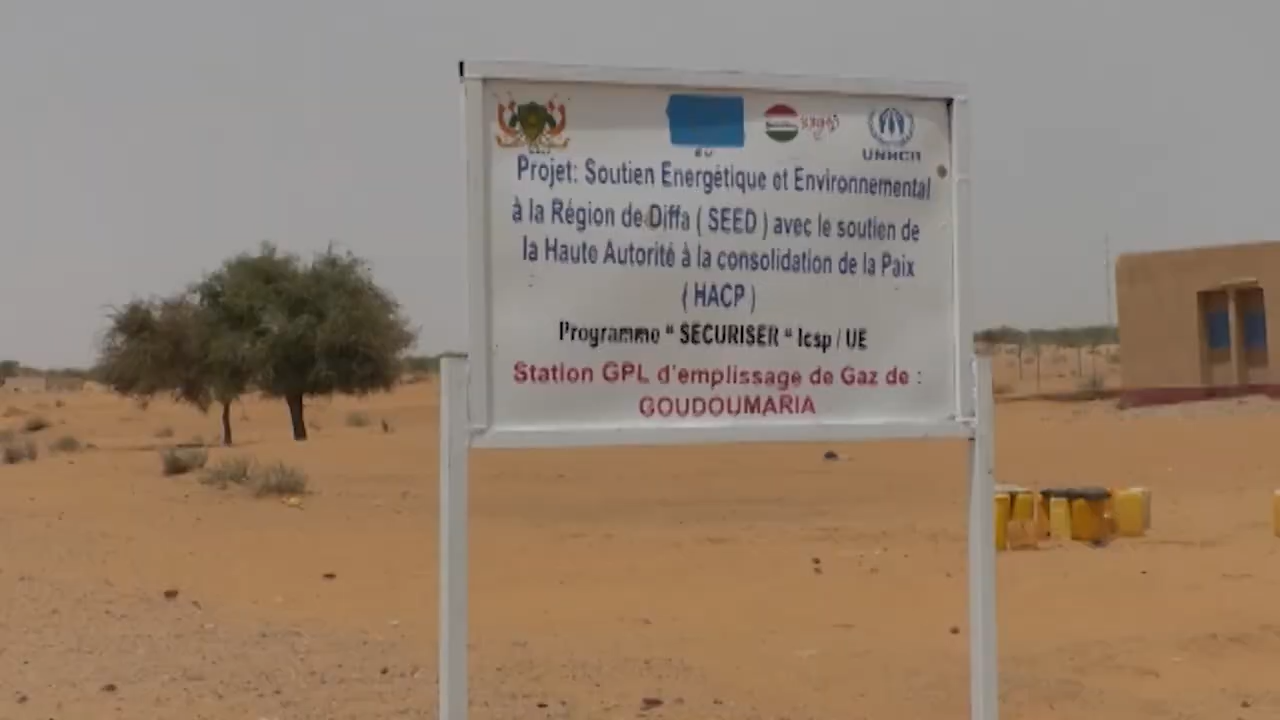 UNHCR
Projet: Soutien Energétique et Environnemental
à la Région de Diffa ( SEED ) avec le soutien de
la Haute Autorité à la consolidation de la Paix
( HACP )
Programme “ SECURISER “ Icsp / UE
Station GPL d'emplissage de Gaz de :
GOUDOUMARIA